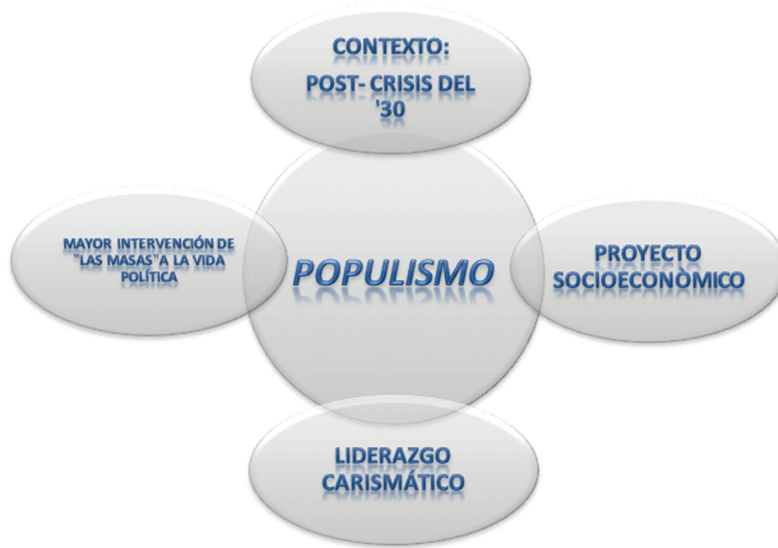 CONTEXTO:
POST- CRISIS DEL
'30
MAYOR INTERVENCIÓN DE
"LAS MASAS"A LA VIDA
POLÍTICA
POPULISMO
PROYECTO
SOCIOECONÒMICO
LIDERAZGO
CARISMÁTICO